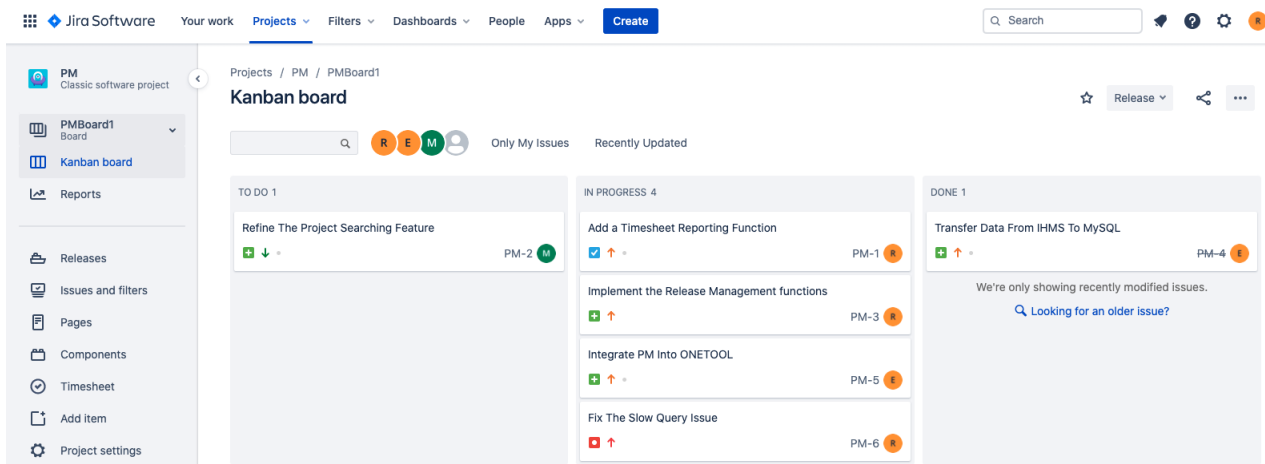 Jira Software Your work Projects Filters Dashboards People Apps Create Search R
PM
Classic software project
Projects / PM / PMBoard1
Kanban board
Release
PMBoard1
Board
R E M Only My Issues Recently Updated
Kanban board
Reports
Releases
Issues and filters
Pages
Components
Timesheet
Add item
Project settings
TO DO 1
Refine The Project Searching Feature
PM-2 M
IN PROGRESS 4
Add a Timesheet Reporting Function
PM-1 R
Implement the Release Management functions
PM-3 R
Integrate PM Into ONETOOL
PM-5 E
Fix The Slow Query Issue
PM-6 R
DONE 1
Transfer Data From IHMS To MySQL
PM-4 E
We're only showing recently modified issues.
Looking for an older issue?